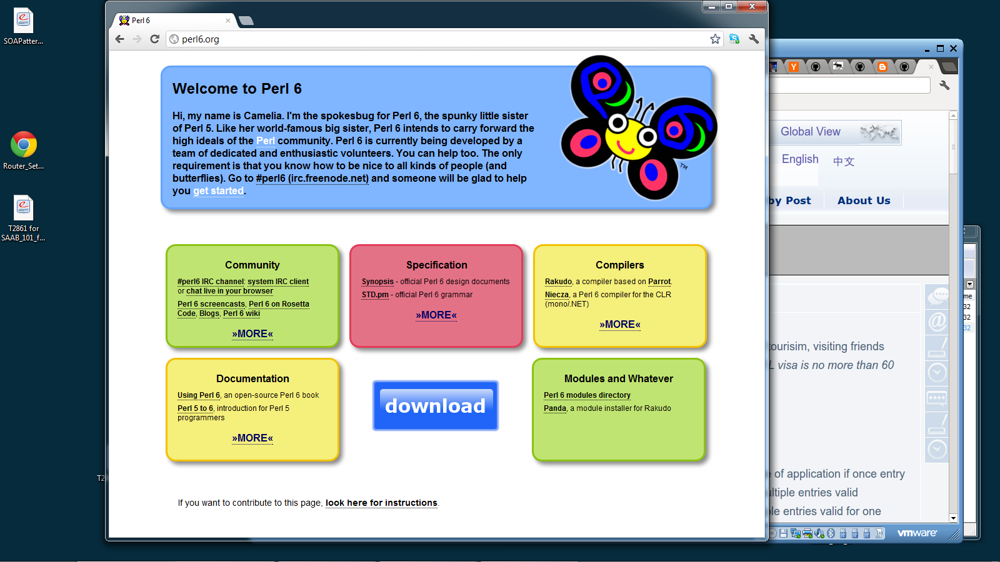 SOAPatter...
Router_Set...
T2861 for
SAAB_101_f...
T2
Perl 6
perl6.org
Welcome to Perl 6
Hi, my name is Camelia. I'm the spokesbug for Perl 6, the spunky little sister
of Perl 5. Like her world-famous big sister, Perl 6 intends to carry forward the
high ideals of the Perl community. Perl 6 is currently being developed by a
team of dedicated and enthusiastic volunteers. You can help too. The only
requirement is that you know how to be nice to all kinds of people (and
butterflies). Go to #perl6 (irc.freenode.net) and someone will be glad to help
you get started.
TM
Community
#perl6 IRC channel: system IRC client
or chat live in your browser
Perl 6 screencasts, Perl 6 on Rosetta
Code, Blogs, Perl 6 wiki
»MORE«
Specification
Synopsis - official Perl 6 design documents
STD.pm - official Perl 6 grammar
»MORE«
Compilers
Rakudo, a compiler based on Parrot.
Niecza, a Perl 6 compiler for the CLR
(mono/.NET)
»MORE«
Documentation
Using Perl 6, an open-source Perl 6 book
Perl 5 to 6, introduction for Perl 5
programmers
»MORE«
download
Modules and Whatever
Perl 6 modules directory
Panda, a module installer for Rakudo
If you want to contribute to this page, look here for instructions.
Global View
English 中文
by Post About Us
tourisim, visiting friends
L visa is no more than 60
e of application if once entry
ultiple entries valid
ple entries valid for one
vmware
me
32
32
32